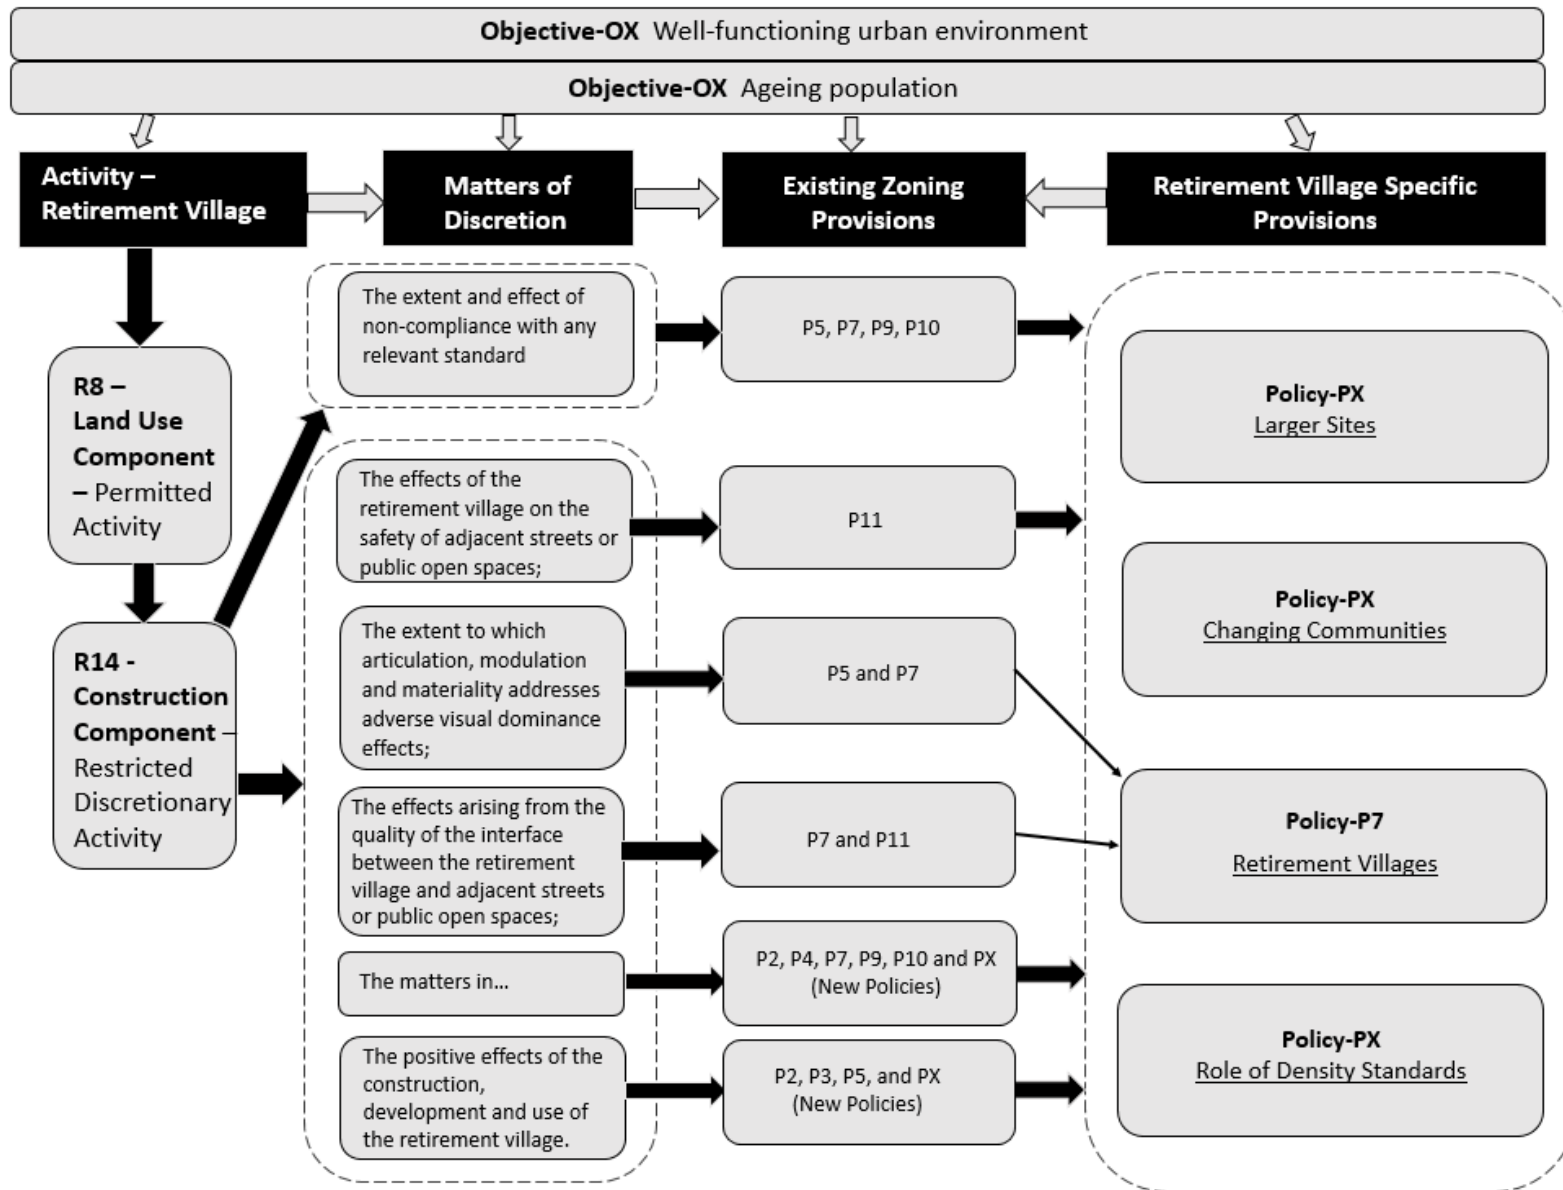 Objective-OX Well-functioning urban environment
Objective-OX Ageing population
Activity –
Retirement Village
Matters of
Discretion
Existing Zoning
Provisions
Retirement Village Specific
Provisions
R8 –
Land Use
Component
– Permitted
Activity
R14 -
Construction
Component –
Restricted
Discretionary
Activity
The extent and effect of
non-compliance with any
relevant standard
The effects of the
retirement village on the
safety of adjacent streets or
public open spaces;
The extent to which
articulation, modulation
and materiality addresses
adverse visual dominance
effects;
The effects arising from the
quality of the interface
between the retirement
village and adjacent streets
or public open spaces;
The matters in...
The positive effects of the
construction,
development and use of
the retirement village.
P5, P7, P9, P10
P11
P5 and P7
P7 and P11
P2, P4, P7, P9, P10 and PX
(New Policies)
P2, P3, P5, and PX
(New Policies)
Policy-PX
Larger Sites
Policy-PX
Changing Communities
Policy-P7
Retirement Villages
Policy-PX
Role of Density Standards